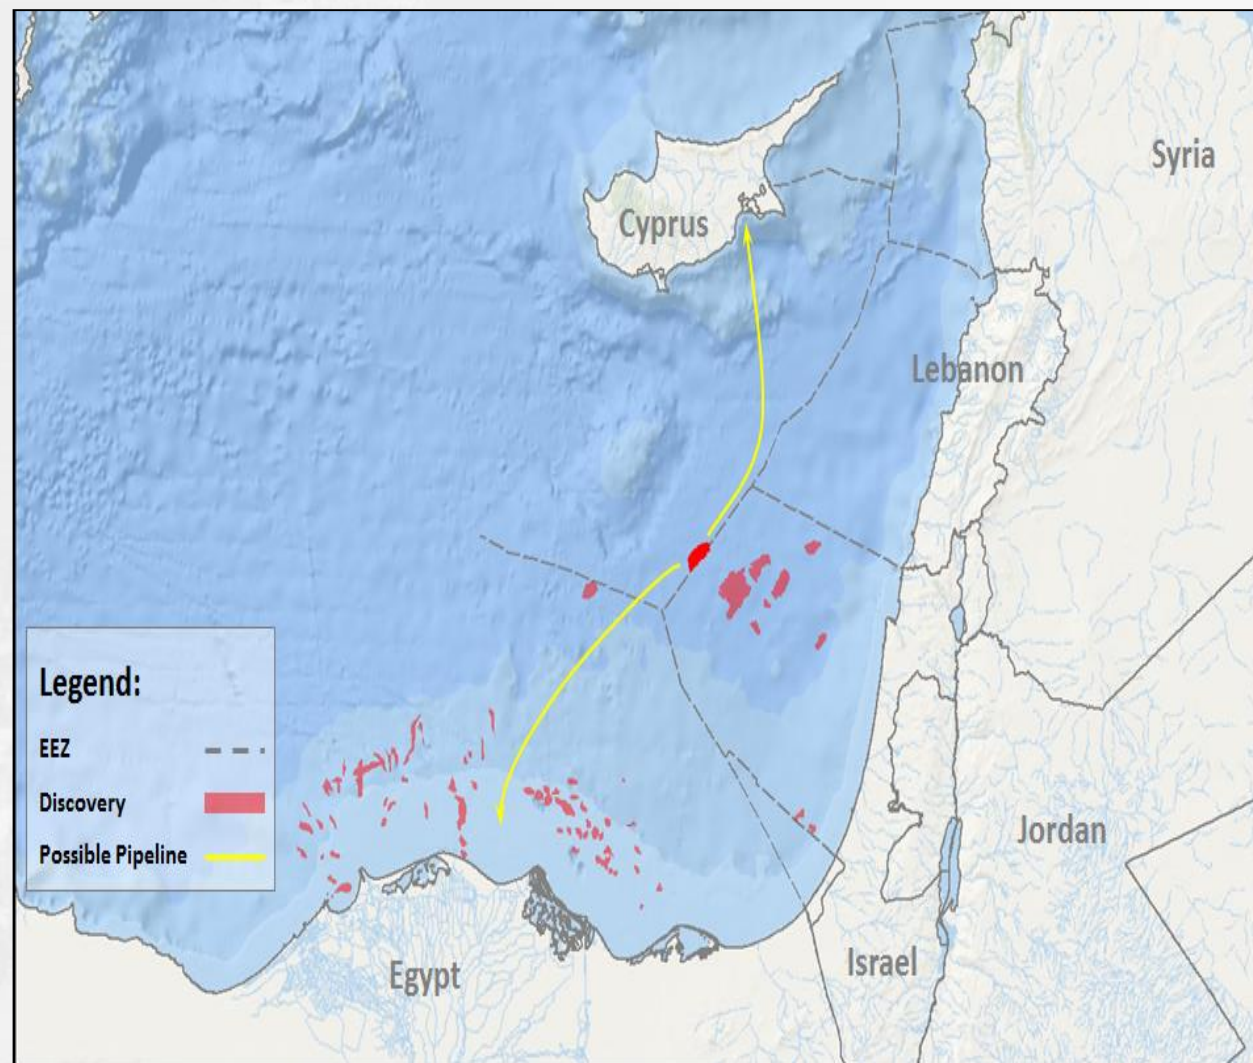 Syria
Cyprus
Lebanon
Legend:
EEZ
Discovery
Possible Pipeline
Jordan
Israel
Egypt